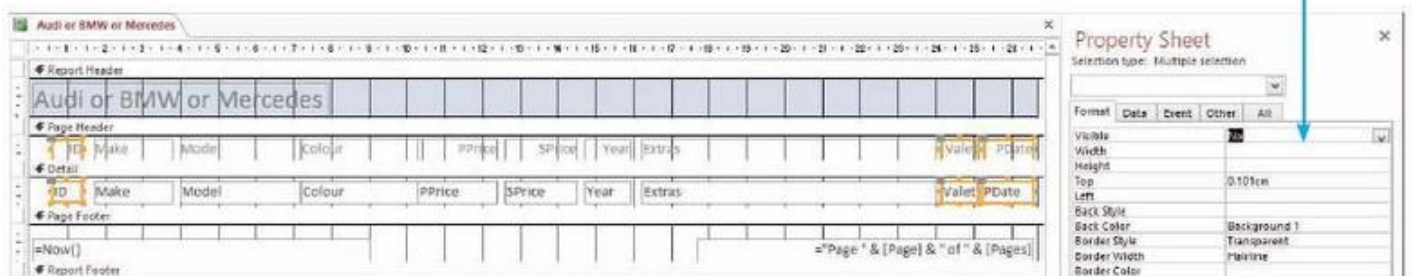 Audi or BMW or Mercedes
Report Header
Audi or BMW or Mercedes
Page Header
ID Make Model Colour PPrice SPrice Year Extras Valet PDate
Detail
ID Make Model Colour PPrice SPrice Year Extras Valet PDate
Page Footer
=Now() ="Page " & [Page] & " of " & [Pages]
Report Footer
Property Sheet
Selection type: Multiple selection
Format Data Event Other All
Visible No
Width
Height
Top 0.101cm
Left
Back Style
Back Color Background 1
Border Style Transparent
Border Width Hairline
Border Color